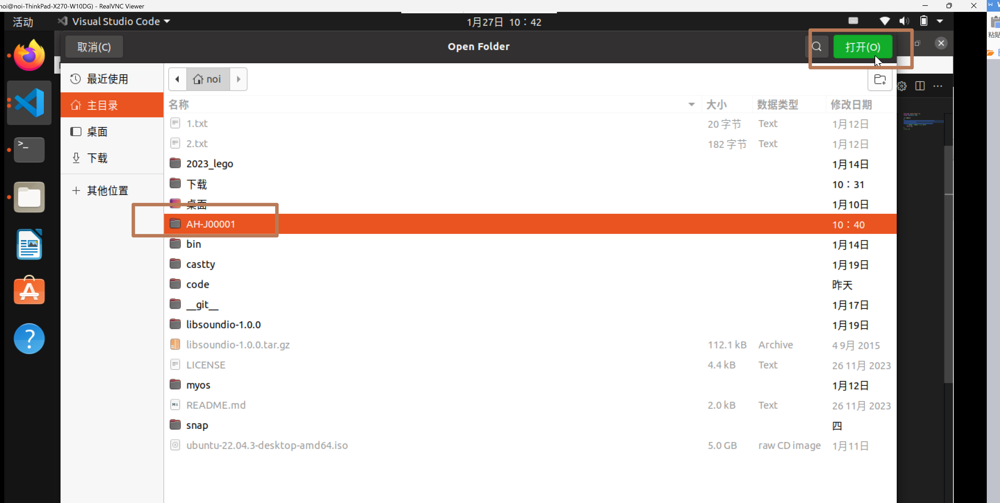 noi@noi-ThinkPad-X270-W10DG) - RealVNC Viewer
活动
Visual Studio Code
1月27日 10：42
取消(C)
Open Folder
打开(O)
粘贴
最近使用
主目录
桌面
下载
其他位置
noi
名称 大小 数据类型 修改日期
1.txt 20 字节 Text 1月12日
2.txt 182 字节 Text 1月12日
2023_lego 1月14日
下载 10：31
桌面 1月10日
AH-J00001 10：40
bin 1月14日
castty 1月19日
code 昨天
__git__ 1月17日
libsoundio-1.0.0 1月19日
libsoundio-1.0.0.tar.gz 112.1 kB Archive 4 9月 2015
LICENSE 4.4 kB Text 26 11月 2023
myos 1月12日
README.md 2.0 kB Text 26 11月 2023
snap 四
ubuntu-22.04.3-desktop-amd64.iso 5.0 GB raw CD image 1月11日